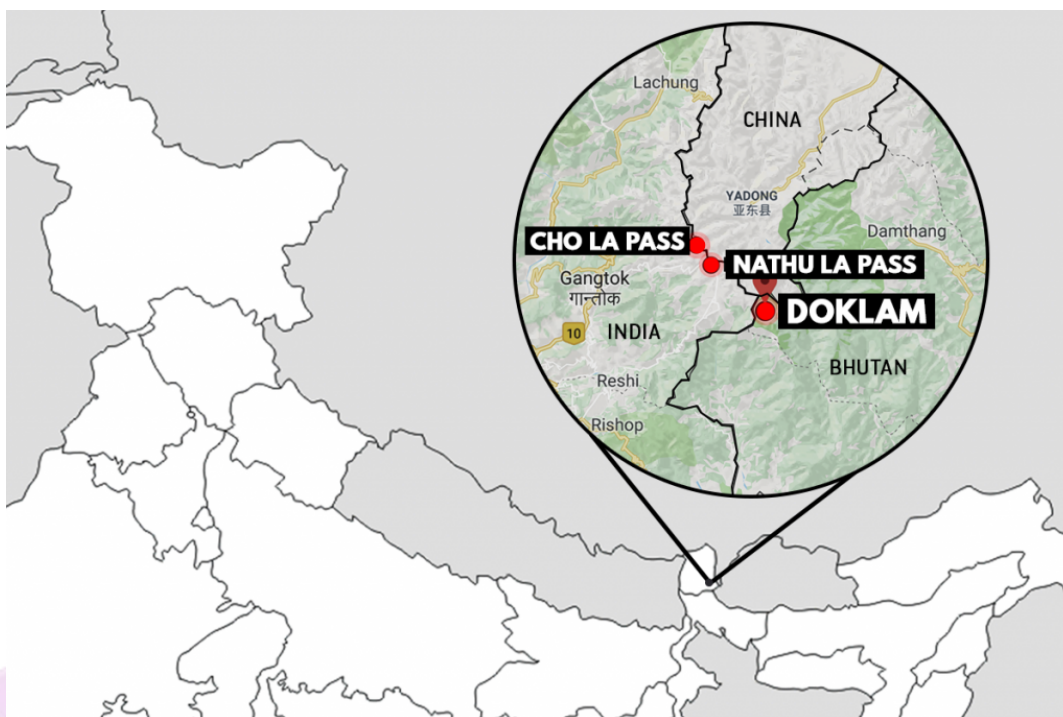 Lachung
CHINA
YADONG
亚东县
Damthang
CHO LA PASS
NATHU LA PASS
Gangtok
गान्तोक
DOKLAM
10
INDIA
BHUTAN
Reshi
Rishop